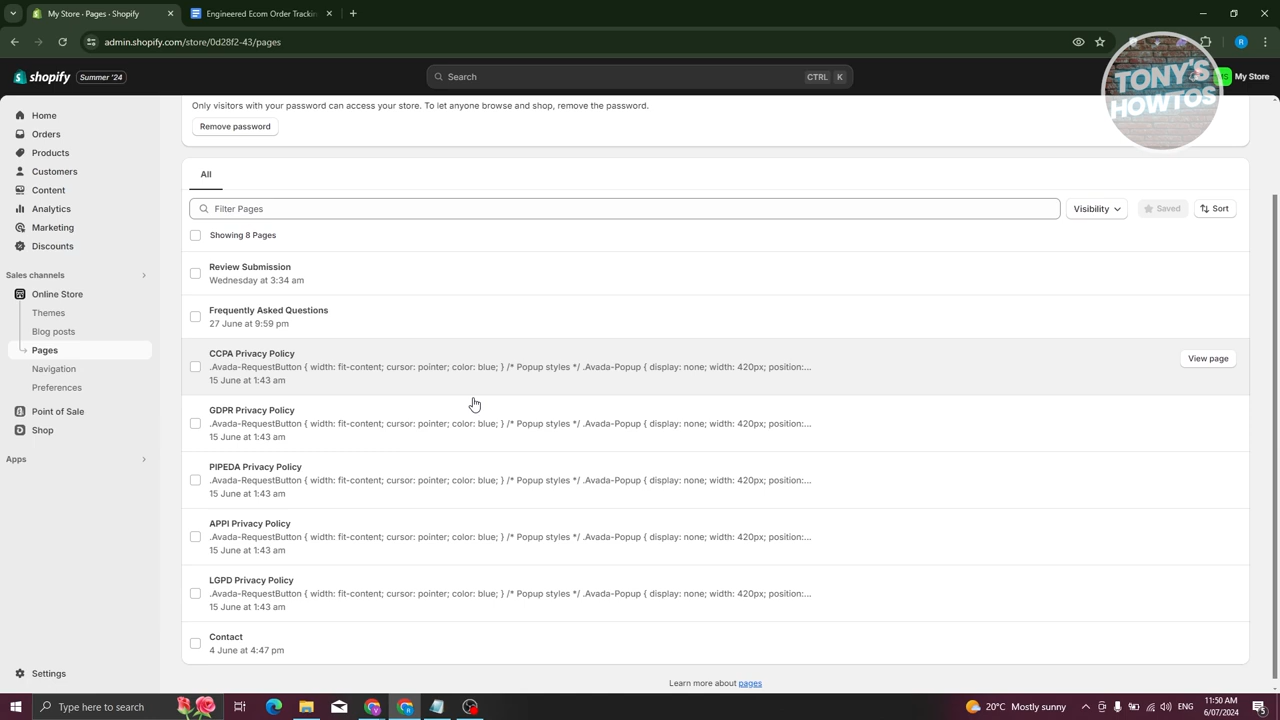 My Store · Pages · Shopify
Engineered Ecom Order Trackin
admin.shopify.com/store/0d28f2-43/pages
R
shopify
Summer '24
Search
CTRL
K
My Store
TONY'S
HOWTOS
Only visitors with your password can access your store. To let anyone browse and shop, remove the password.
Remove password
Home
Orders
Products
Customers
Content
Analytics
Marketing
Discounts
Sales channels
Online Store
Themes
Blog posts
Pages
Navigation
Preferences
Point of Sale
Shop
Apps
Settings
All
Filter Pages
Visibility
Saved
Sort
Showing 8 Pages
Review Submission
Wednesday at 3:34 am
Frequently Asked Questions
27 June at 9:59 pm
CCPA Privacy Policy
.Avada-RequestButton { width: fit-content; cursor: pointer; color: blue; } /* Popup styles */ .Avada-Popup { display: none; width: 420px; position:...
15 June at 1:43 am
View page
GDPR Privacy Policy
.Avada-RequestButton { width: fit-content; cursor: pointer; color: blue; } /* Popup styles */ .Avada-Popup { display: none; width: 420px; position:...
15 June at 1:43 am
PIPEDA Privacy Policy
.Avada-RequestButton { width: fit-content; cursor: pointer; color: blue; } /* Popup styles */ .Avada-Popup { display: none; width: 420px; position:...
15 June at 1:43 am
APPI Privacy Policy
.Avada-RequestButton { width: fit-content; cursor: pointer; color: blue; } /* Popup styles */ .Avada-Popup { display: none; width: 420px; position:...
15 June at 1:43 am
LGPD Privacy Policy
.Avada-RequestButton { width: fit-content; cursor: pointer; color: blue; } /* Popup styles */ .Avada-Popup { display: none; width: 420px; position:...
15 June at 1:43 am
Contact
4 June at 4:47 pm
Learn more about pages
Type here to search
20°C Mostly sunny
11:50 AM
6/07/2024